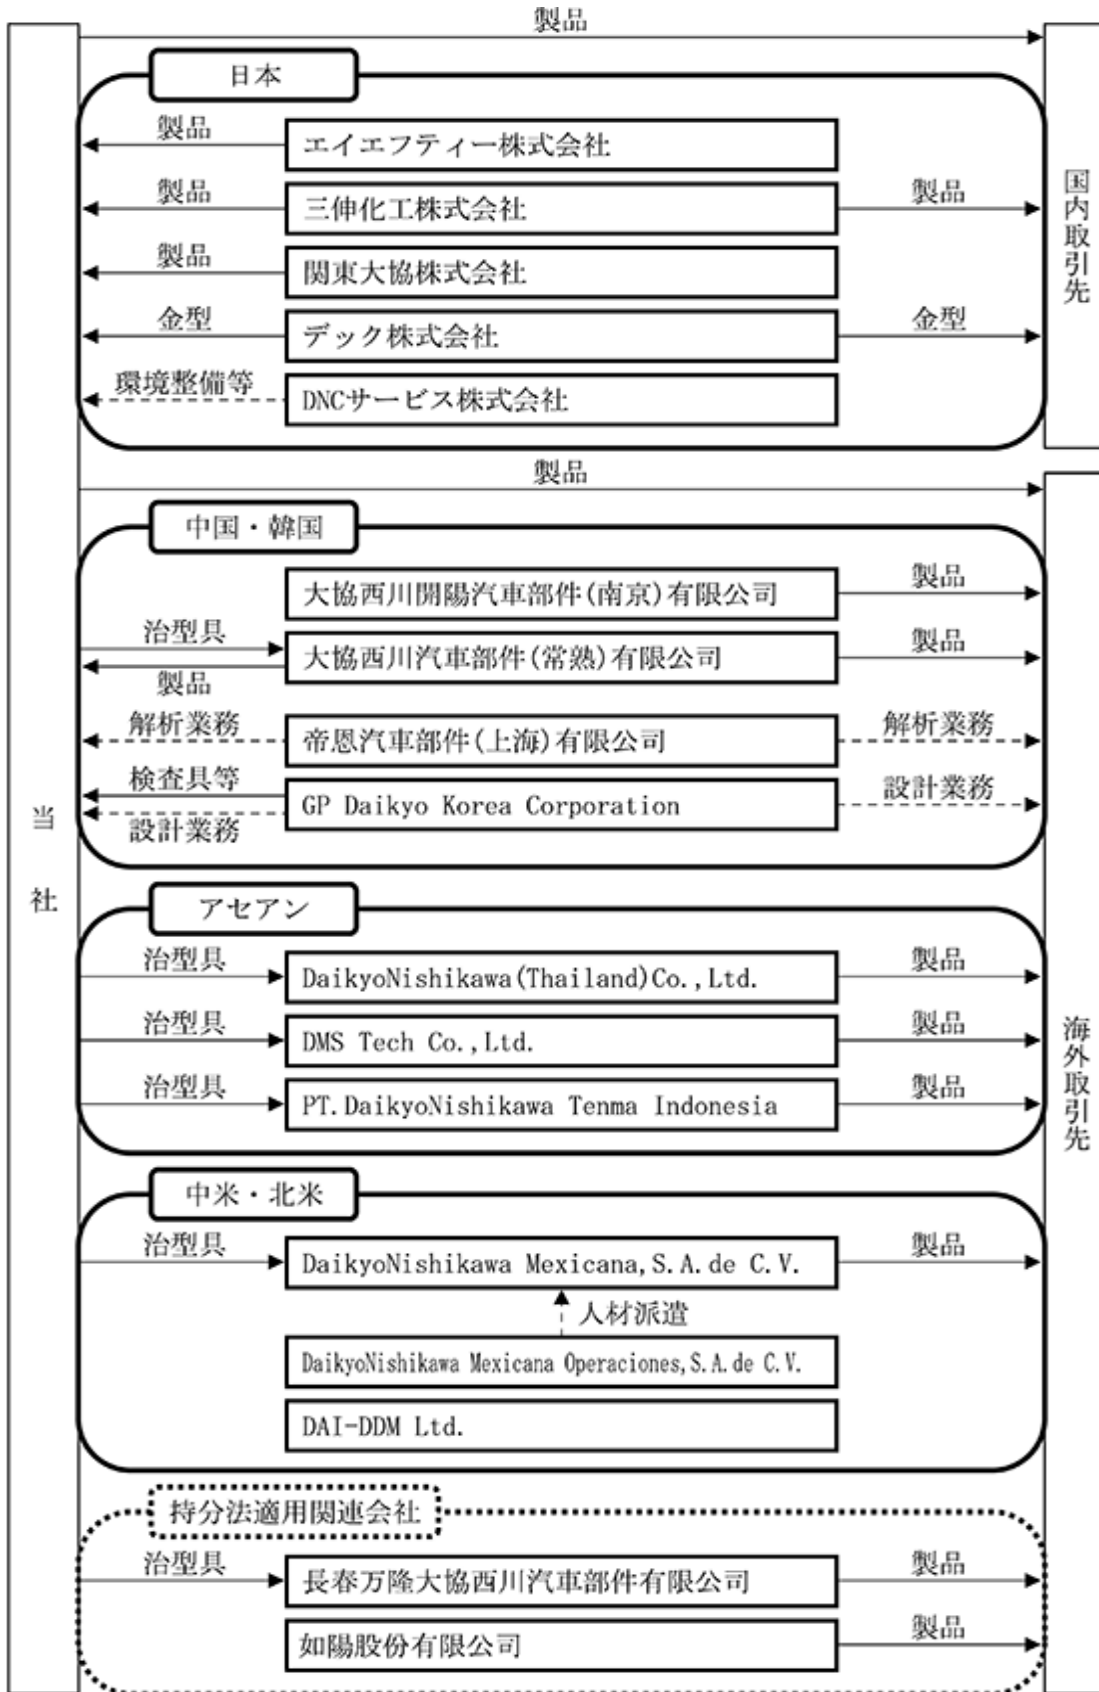 製品
日本
製品
エイエフティー株式会社
製品
三伸化工株式会社
製品
製品
関東大協株式会社
金型
デック株式会社
金型
環境整備等
DNCサービス株式会社
国内取引先
製品
中国・韓国
大協西川開陽汽車部件(南京)有限公司
製品
治型具
大協西川汽車部件(常熟)有限公司
製品
製品
解析業務
帝恩汽車部件(上海)有限公司
解析業務
検査具等
GP Daikyo Korea Corporation
設計業務
設計業務
当社
アセアン
治型具
DaikyoNishikawa(Thailand)Co.,Ltd.
製品
治型具
DMS Tech Co.,Ltd.
製品
治型具
PT.DaikyoNishikawa Tenma Indonesia
製品
海外取引先
中米・北米
治型具
DaikyoNishikawa Mexicana,S.A.de C.V.
製品
人材派遣
DaikyoNishikawa Mexicana Operaciones,S.A.de C.V.
DAI-DDM Ltd.
持分法適用関連会社
治型具
長春万隆大協西川汽車部件有限公司
製品
如陽股份有限公司
製品